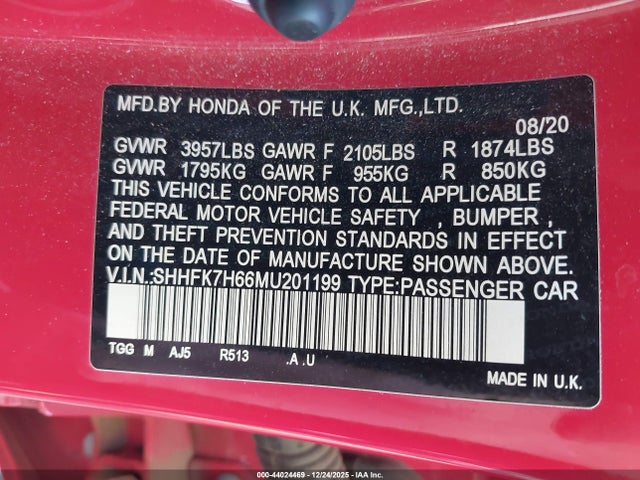 MFD.BY HONDA OF THE U.K. MFG.,LTD.
08/20
GVWR 3957LBS GAWR F 2105LBS R 1874LBS
GVWR 1795KG GAWR F 955KG R 850KG
THIS VEHICLE CONFORMS TO ALL APPLICABLE
FEDERAL MOTOR VEHICLE SAFETY , BUMPER ,
AND THEFT PREVENTION STANDARDS IN EFFECT
ON THE DATE OF MANUFACTURE SHOWN ABOVE.
V.I.N.:SHHFK7H66MU201199 TYPE:PASSENGER CAR
TGG M AJ5 R513 .A .U
MADE IN U.K.
000-44024469 - 12/24/2025 - IAA Inc.